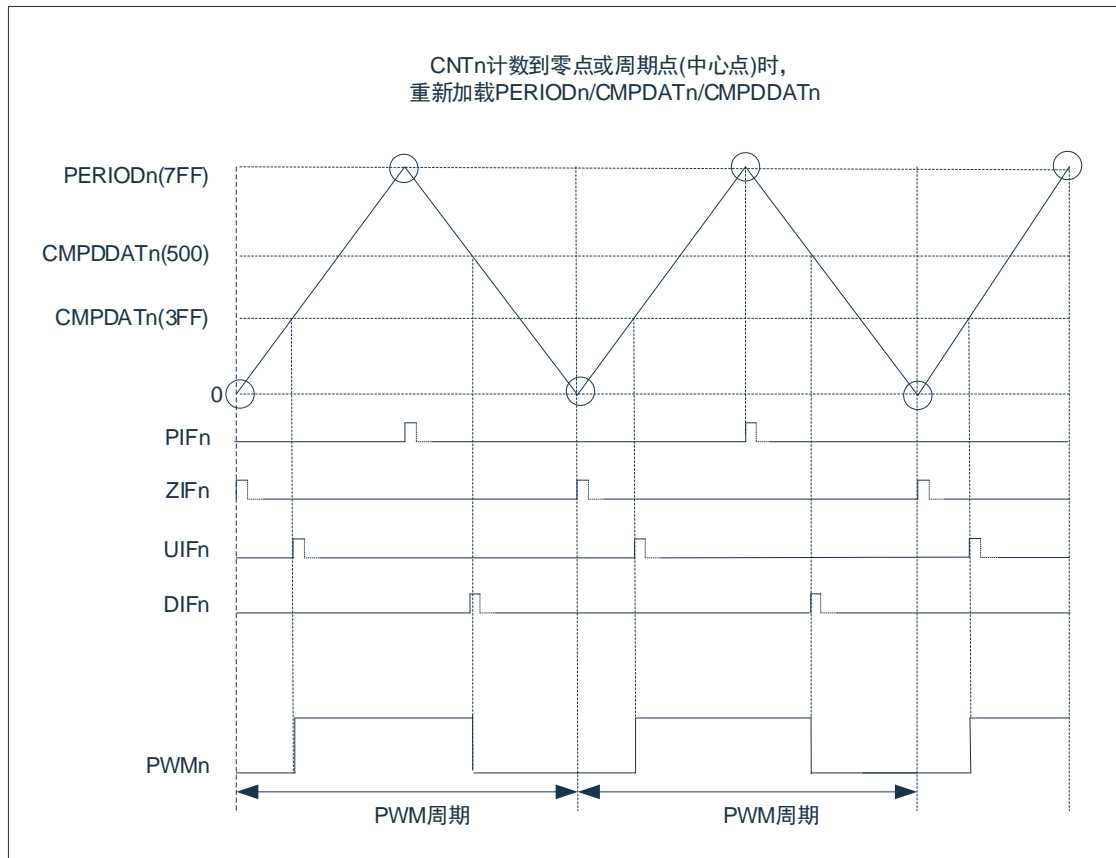 CNTn计数到零点或周期点(中心点)时，
重新加载PERIODn/CMPDATn/CMPDDATn
PERIODn(7FF)
CMPDDATn(500)
CMPDATn(3FF)
0
PIFn
ZIFn
UIFn
DIFn
PWMn
PWM周期
PWM周期